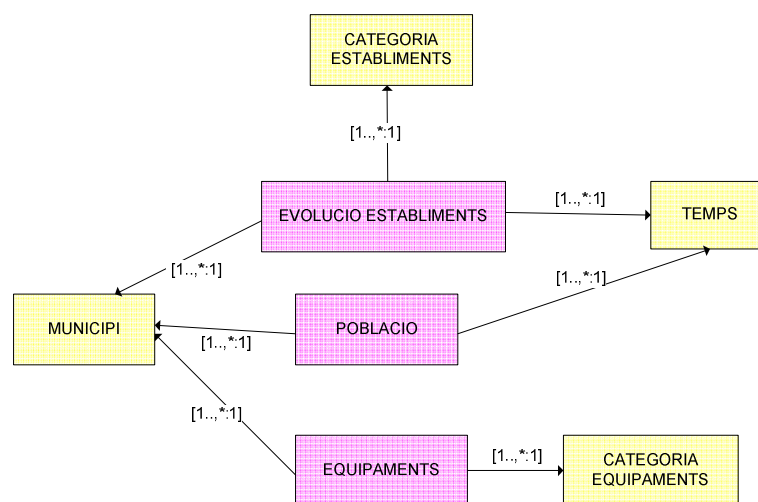 CATEGORIA
ESTABLIMENTS
[1..,*:1]
EVOLUCIO ESTABLIMENTS
[1..,*:1]
TEMPS
[1..,*:1]
[1..,*:1]
MUNICIPI
[1..,*:1]
POBLACIO
[1..,*:1]
EQUIPAMENTS
[1..,*:1]
CATEGORIA
EQUIPAMENTS